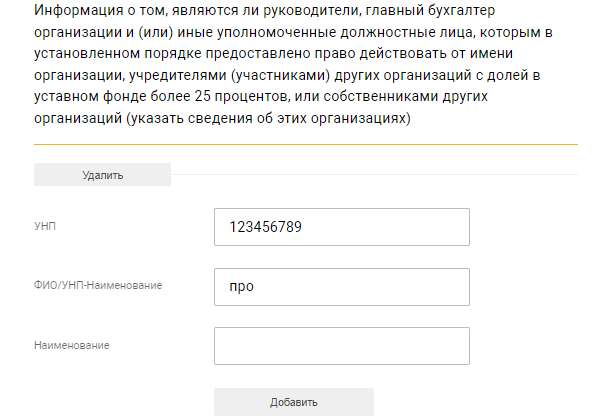 Информация о том, являются ли руководители, главный бухгалтер
организации и (или) иные уполномоченные должностные лица, которым в
установленном порядке предоставлено право действовать от имени
организации, учредителями (участниками) других организаций с долей в
уставном фонде более 25 процентов, или собственниками других
организаций (указать сведения об этих организациях)
Удалить
УНП
123456789
ФИО/УНП-Наименование
про
Наименование
Добавить